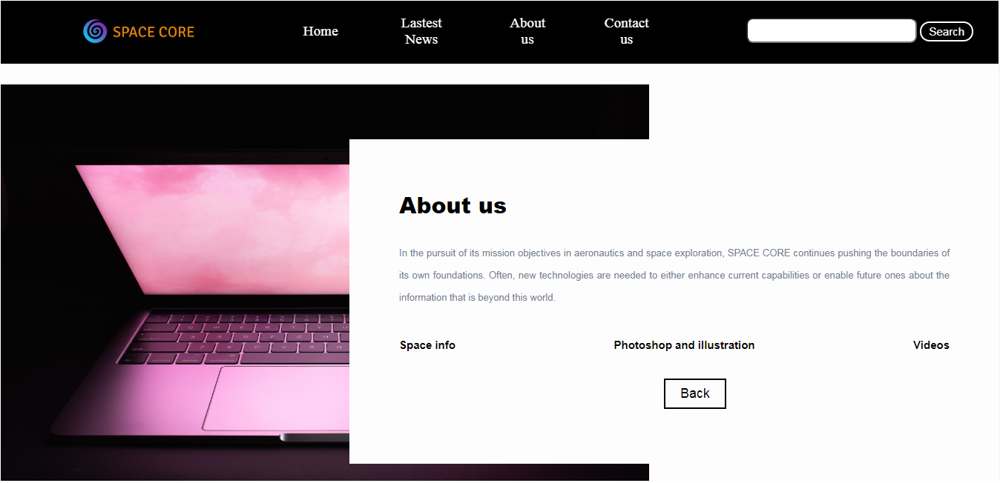 SPACE CORE
Home
Lastest
News
About
us
Contact
us
Search
About us
In the pursuit of its mission objectives in aeronautics and space exploration, SPACE CORE continues pushing the boundaries of
its own foundations. Often, new technologies are needed to either enhance current capabilities or enable future ones about the
information that is beyond this world.
Space info
Photoshop and illustration
Videos
Back